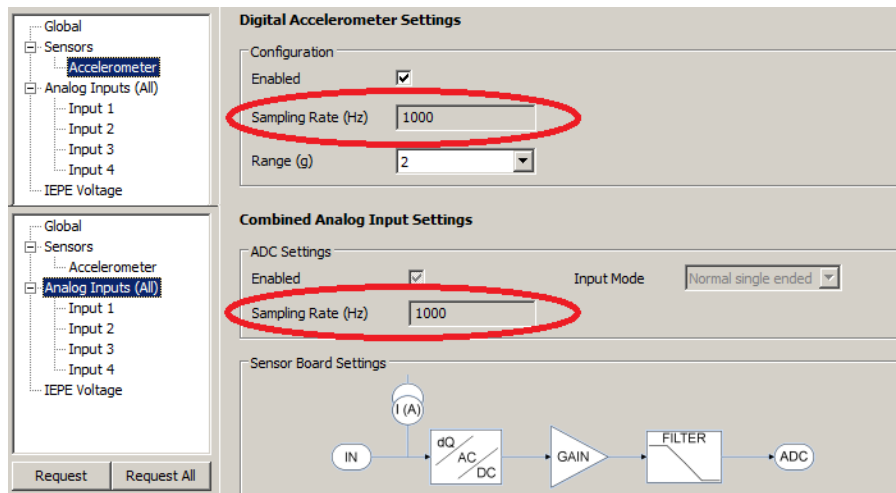 Global
Sensors
Accelerometer
Analog Inputs (All)
Input 1
Input 2
Input 3
Input 4
IEPE Voltage
Digital Accelerometer Settings
Configuration
Enabled
Sampling Rate (Hz) 1000
Range (g) 2
Global
Sensors
Accelerometer
Analog Inputs (All)
Input 1
Input 2
Input 3
Input 4
IEPE Voltage
Request Request All
Combined Analog Input Settings
ADC Settings
Enabled Input Mode Normal single ended
Sampling Rate (Hz) 1000
Sensor Board Settings
I (A)
IN dQ AC DC GAIN FILTER ADC